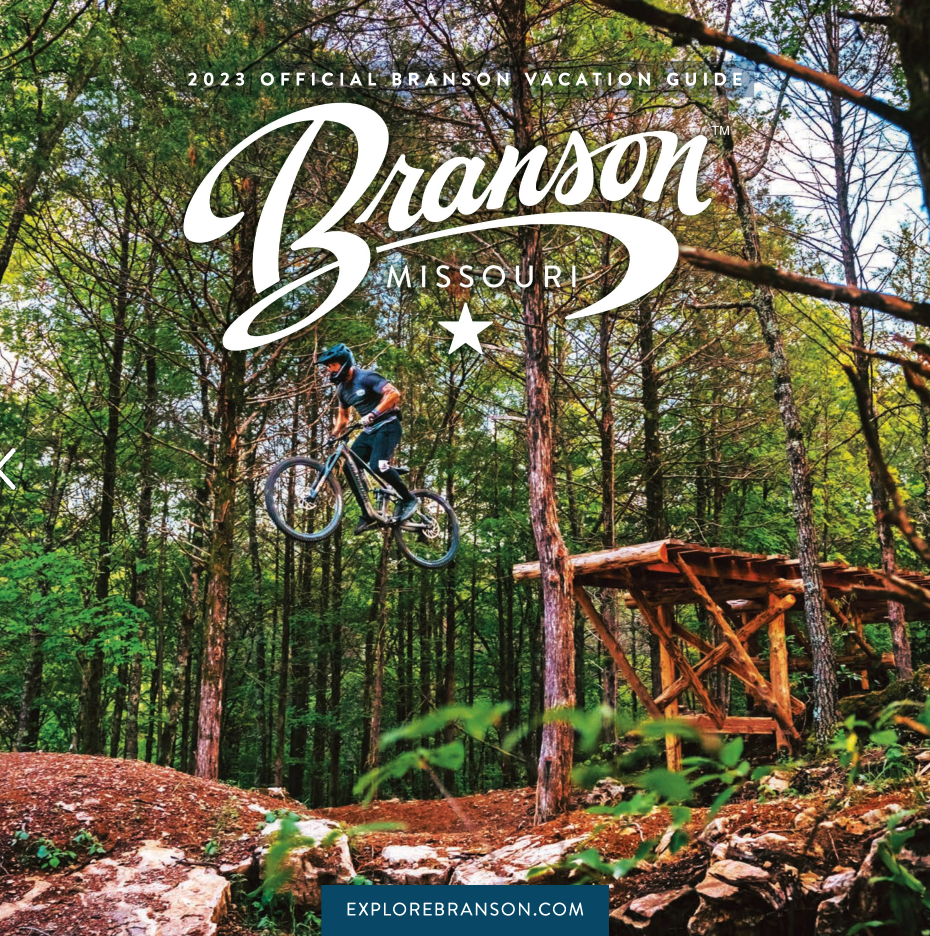 2023 OFFICIAL BRANSON VACATION GUIDE
Branson™
MISSOURI
EXPLOREBRANSON.COM